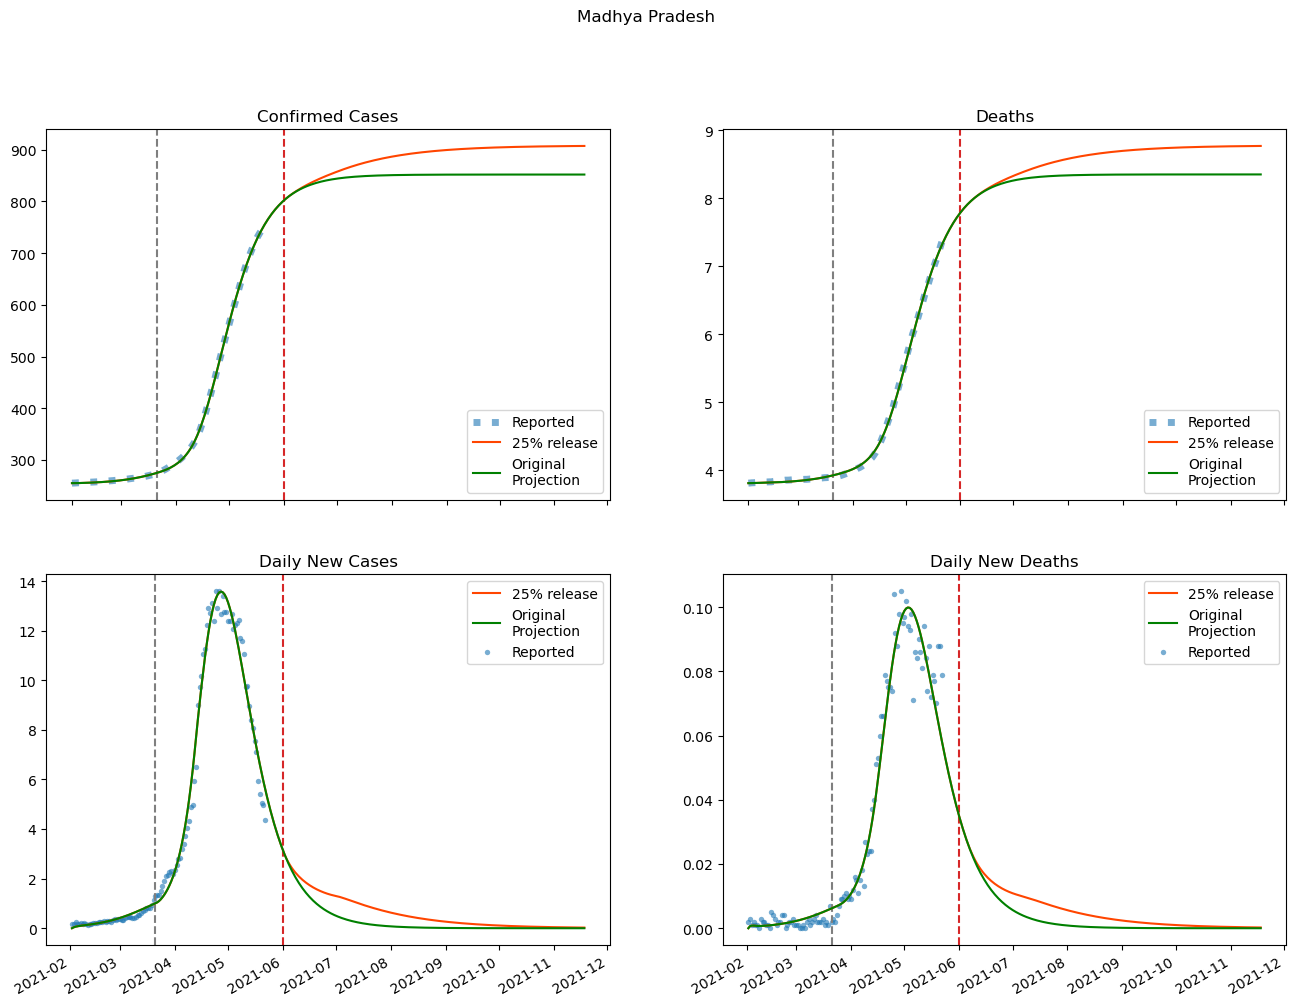 Madhya Pradesh
Confirmed Cases
900
800
700
600
500
400
300
Reported
25% release
Original
Projection
Deaths
9
8
7
6
5
4
Reported
25% release
Original
Projection
Daily New Cases
14
12
10
8
6
4
2
0
25% release
Original
Projection
Reported
2021-02
2021-03
2021-04
2021-05
2021-06
2021-07
2021-08
2021-09
2021-10
2021-11
2021-12
Daily New Deaths
0.10
0.08
0.06
0.04
0.02
0.00
25% release
Original
Projection
Reported
2021-02
2021-03
2021-04
2021-05
2021-06
2021-07
2021-08
2021-09
2021-10
2021-11
2021-12